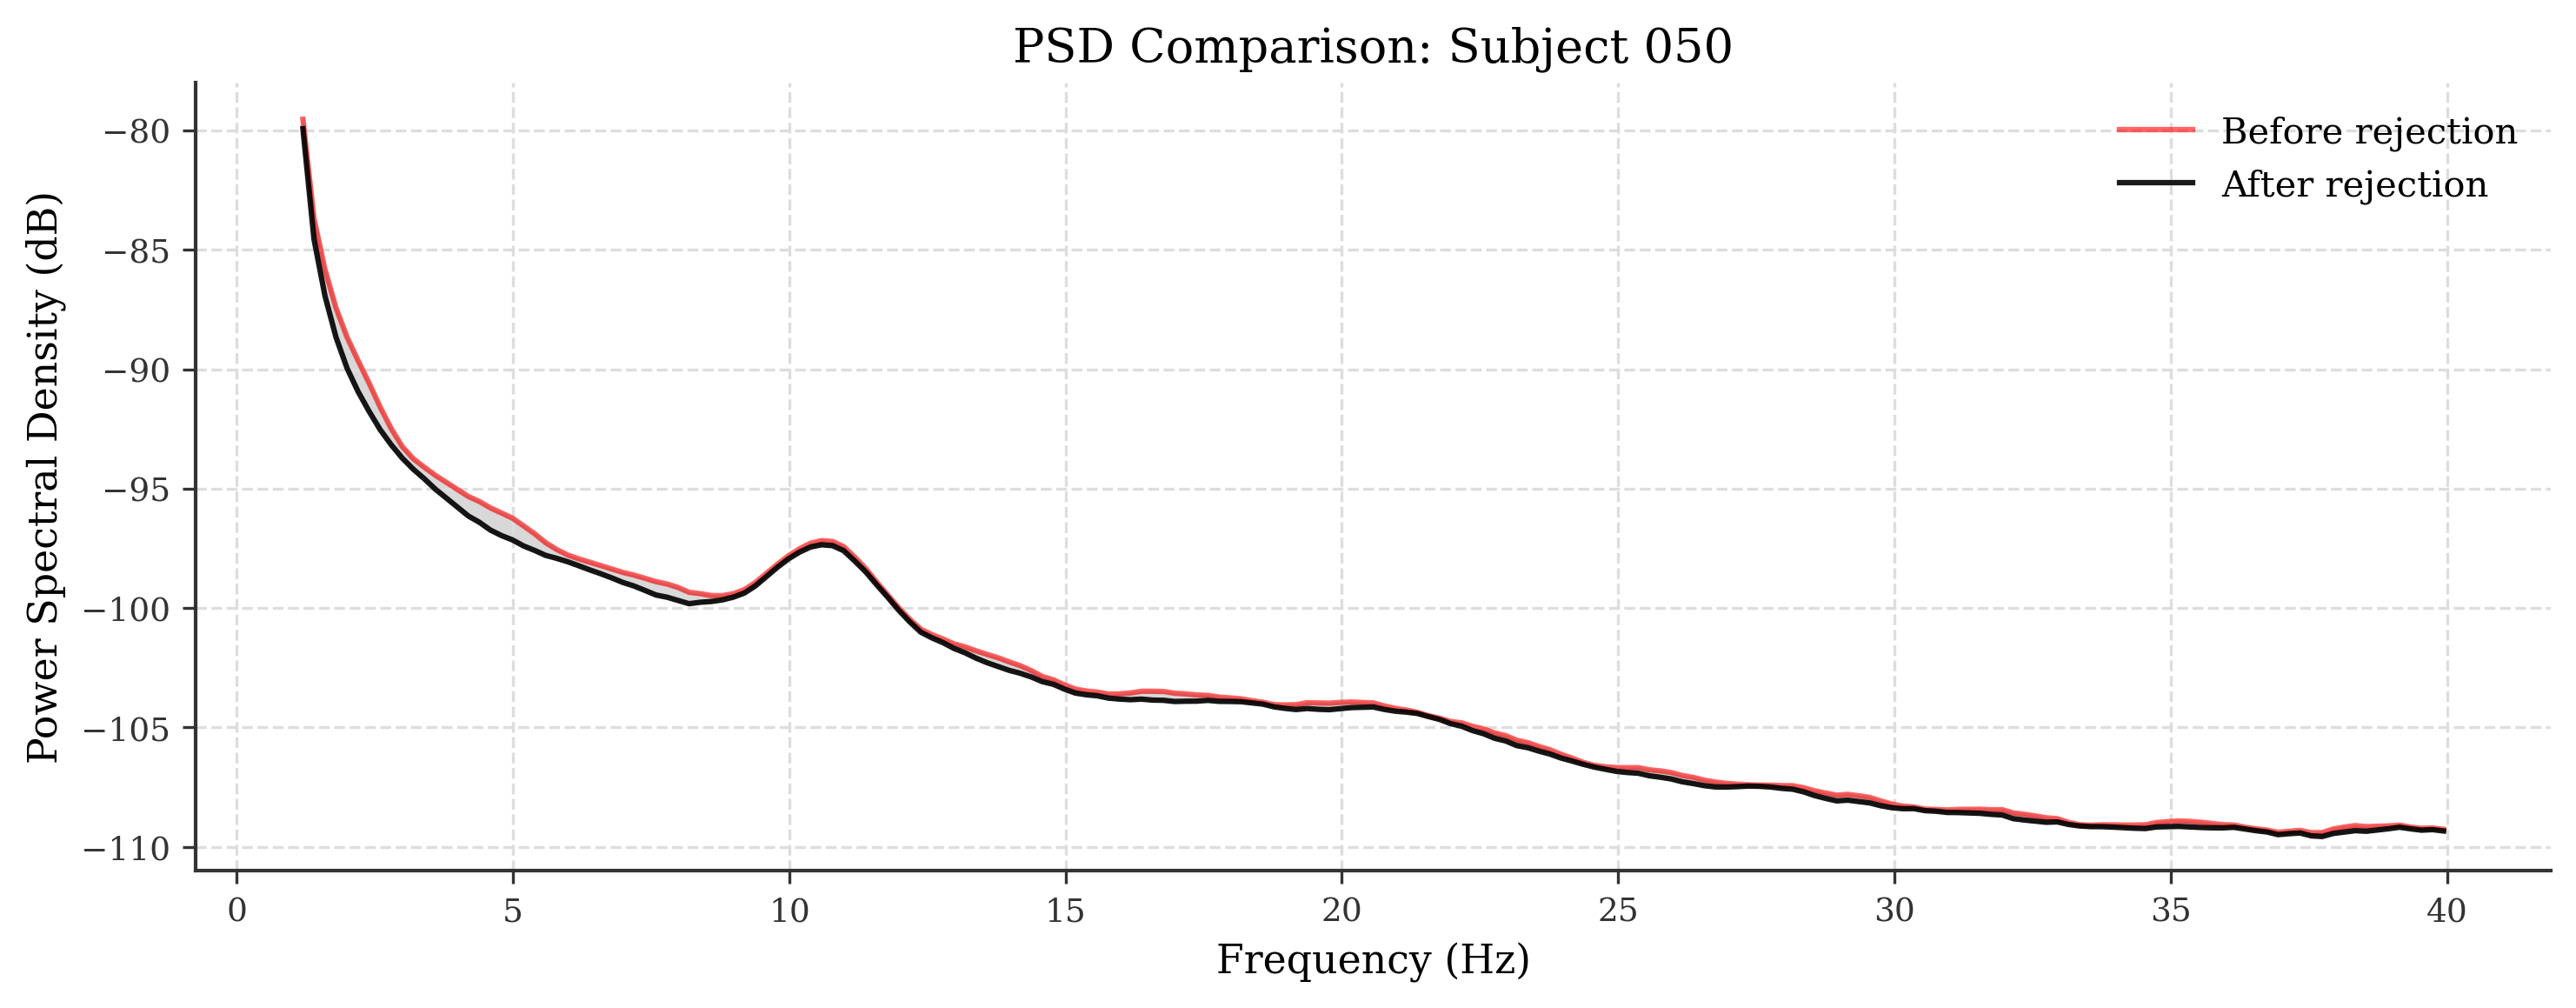 PSD Comparison: Subject 050
Power Spectral Density (dB)
−80
−85
−90
−95
−100
−105
−110
Before rejection
After rejection
0 5 10 15 20 25 30 35 40
Frequency (Hz)